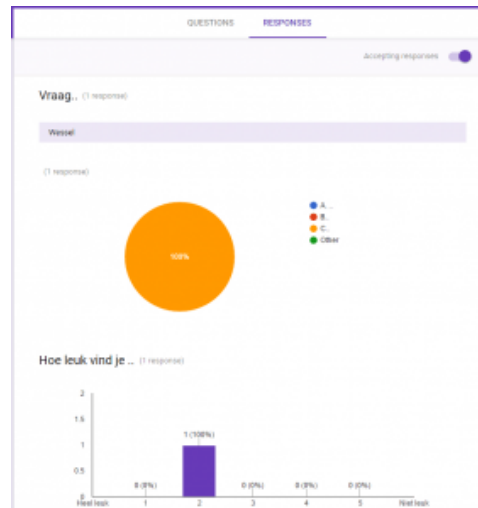 QUESTIONS RESPONSES
Accepting responses
Vraag.. (1 response)
Wessel
(1 response)
A ..
B..
C..
Other
100%
Hoe leuk vind je .. (1 response)
2
1.5
1 (100%)
1
0.5
0 (0%) 0 (0%) 0 (0%) 0 (0%)
0
Heel leuk 1 2 3 4 5 Niet leuk